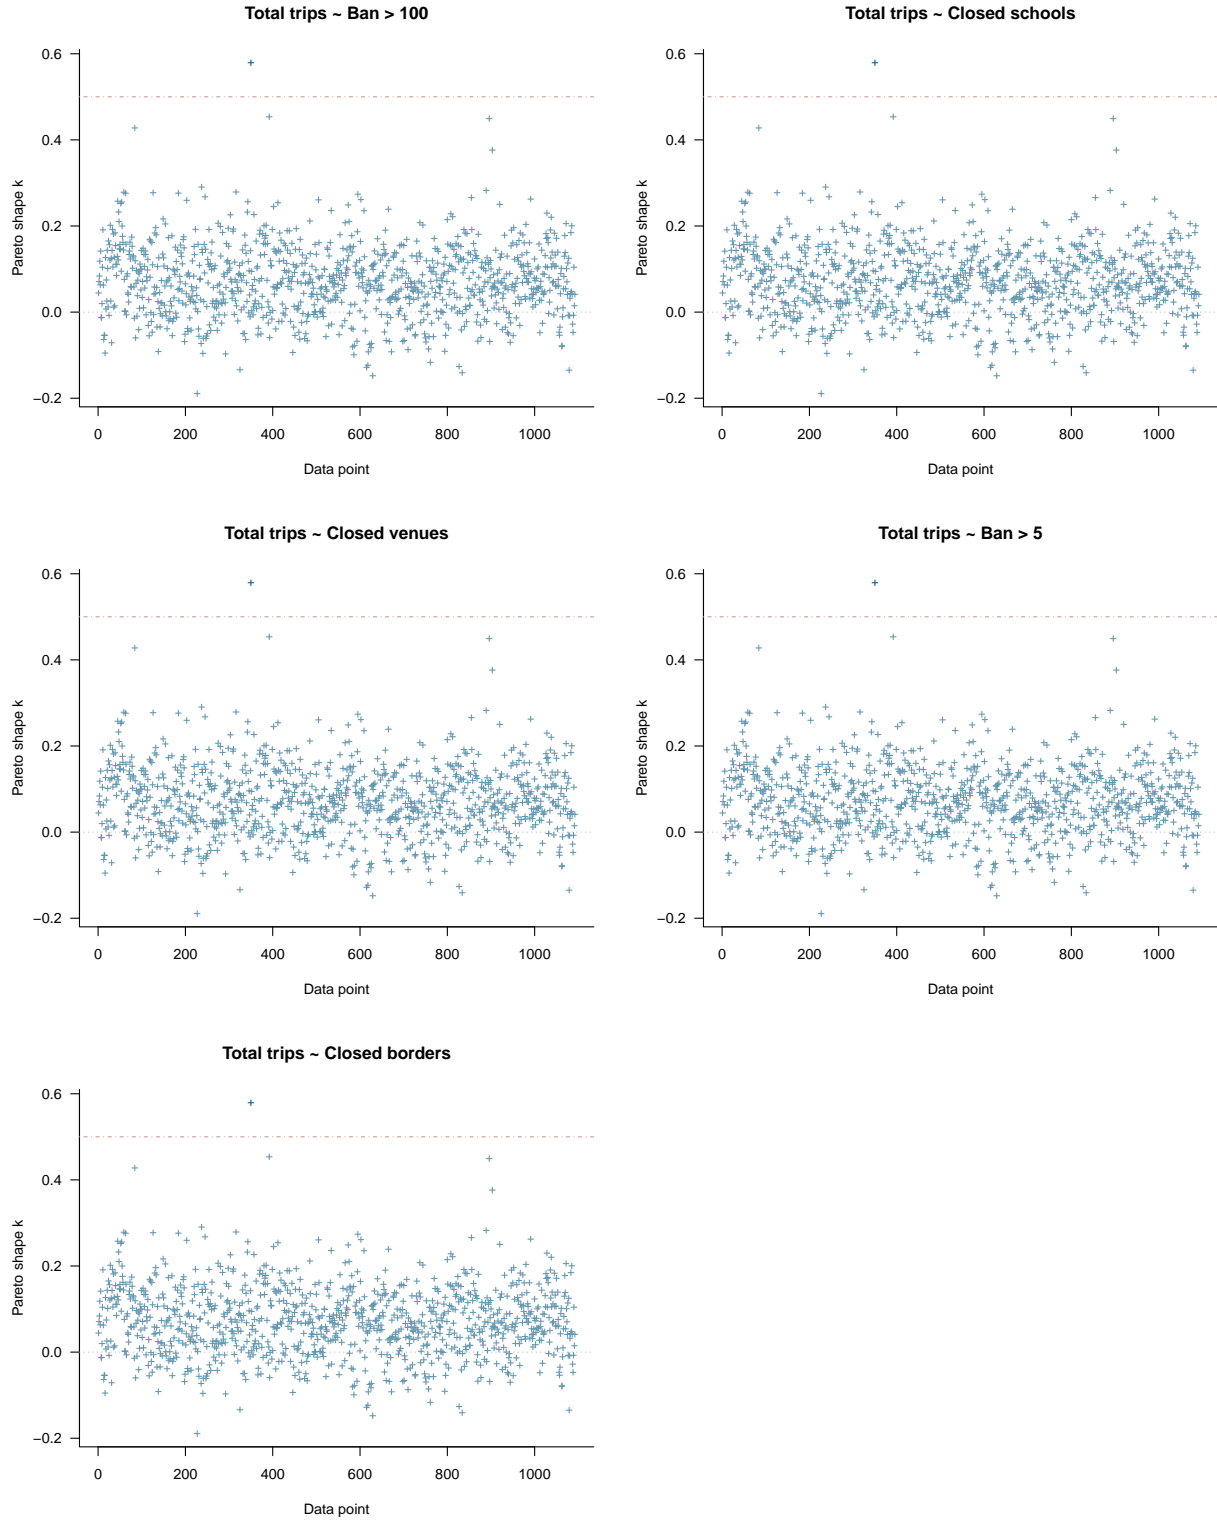 Total trips ~ Ban > 100
0.6
0.4
0.2
0.0
−0.2
Pareto shape k
0 200 400 600 800 1000
Data point
Total trips ~ Closed schools
0.6
0.4
0.2
0.0
−0.2
Pareto shape k
0 200 400 600 800 1000
Data point
Total trips ~ Closed venues
0.6
0.4
0.2
0.0
−0.2
Pareto shape k
0 200 400 600 800 1000
Data point
Total trips ~ Ban > 5
0.6
0.4
0.2
0.0
−0.2
Pareto shape k
0 200 400 600 800 1000
Data point
Total trips ~ Closed borders
0.6
0.4
0.2
0.0
−0.2
Pareto shape k
0 200 400 600 800 1000
Data point